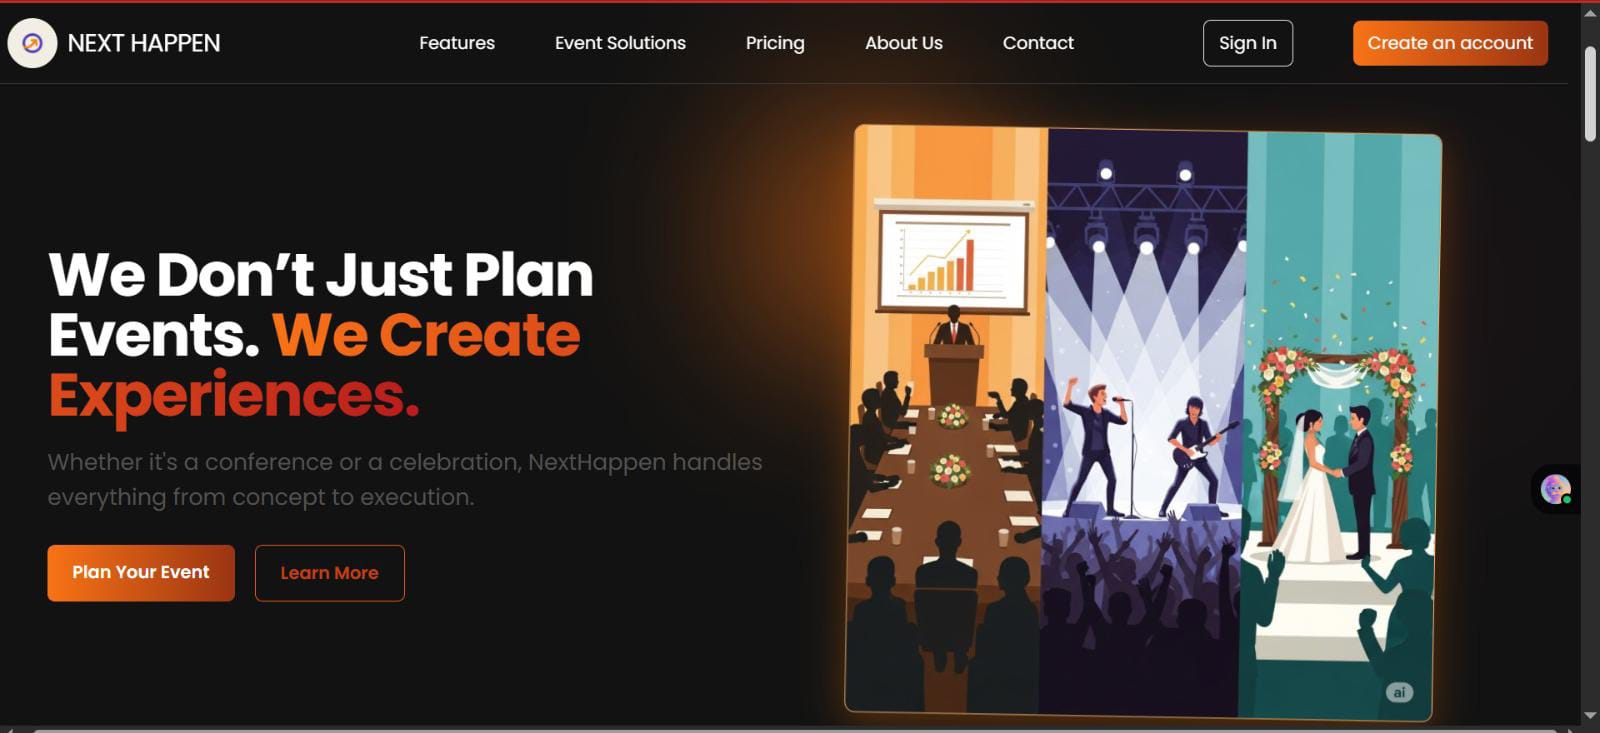 NEXT HAPPEN
Features
Event Solutions
Pricing
About Us
Contact
Sign In
Create an account
We Don’t Just Plan
Events. We Create
Experiences.
Whether it's a conference or a celebration, NextHappen handles
everything from concept to execution.
Plan Your Event
Learn More
ai